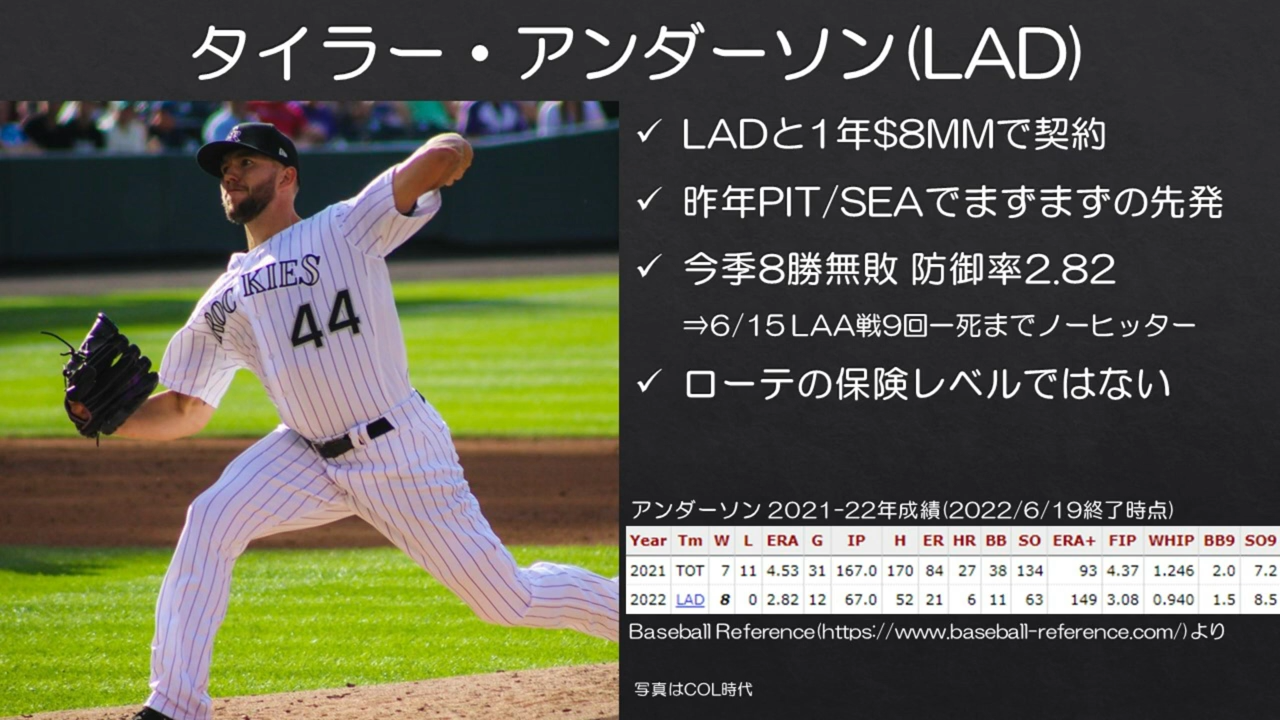 タイラー・アンダーソン(LAD)
ROCKIES
44
✓ LADと1年$8MMで契約
✓ 昨年PIT/SEAでまずまずの先発
✓ 今季8勝無敗 防御率2.82
⇒6/15 LAA戦9回一死までノーヒッター
✓ ローテの保険レベルではない
アンダーソン 2021-22年成績(2022/6/19終了時点)
Year Tm W L ERA G IP H ER HR BB SO ERA+ FIP WHIP BB9 SO9
2021 TOT 7 11 4.53 31 167.0 170 84 27 38 134 93 4.37 1.246 2.0 7.2
2022 LAD 8 0 2.82 12 67.0 52 21 6 11 63 149 3.08 0.940 1.5 8.5
Baseball Reference(https://www.baseball-reference.com/)より
写真はCOL時代